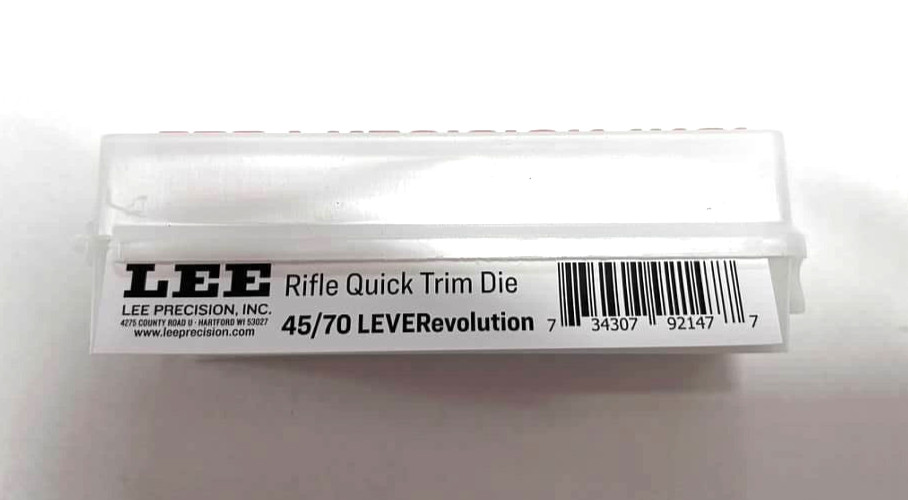 LEE
LEE PRECISION, INC.
4275 COUNTY ROAD U · HARTFORD WI 53027
www.leeprecision.com
Rifle Quick Trim Die
45/70 LEVERevolution
7 34307 92147 7